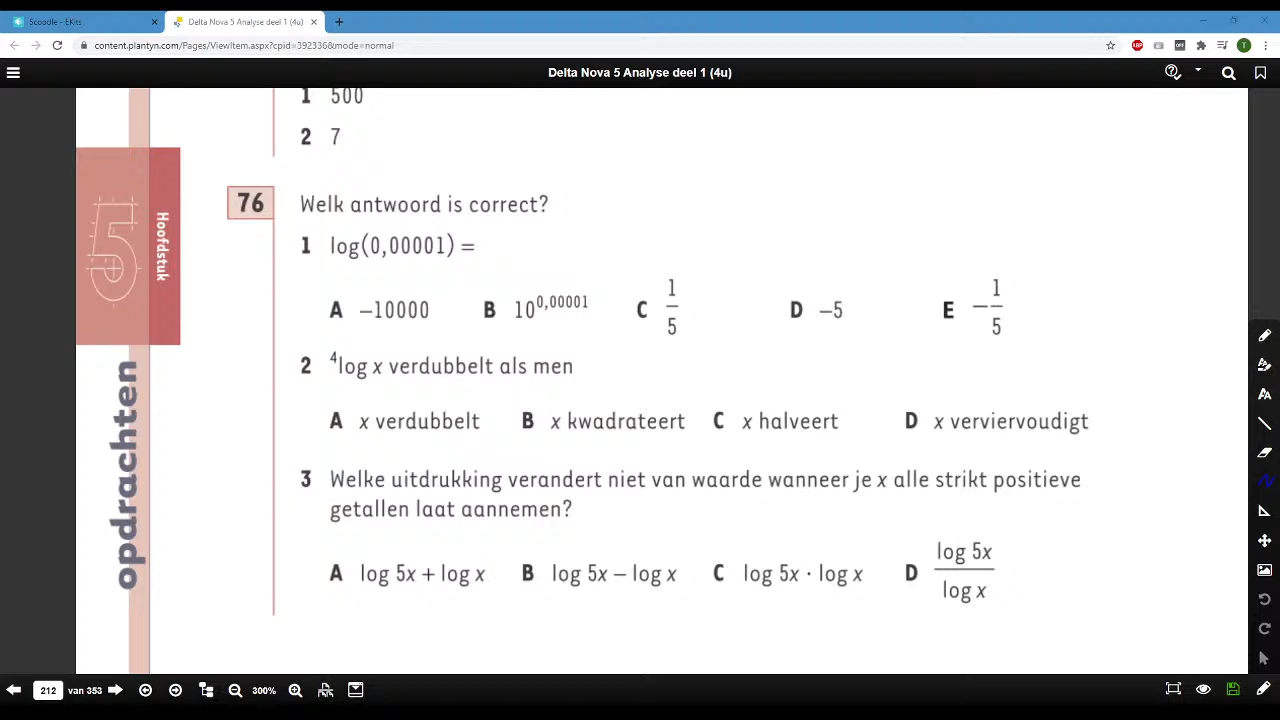 Scoodle - EKits
Delta Nova 5 Analyse deel 1 (4u)
content.plantyn.com/Pages/ViewItem.aspx?cpid=392336&mode=normal
Delta Nova 5 Analyse deel 1 (4u)
1 500
2 7
76 Welk antwoord is correct?
1 log(0,00001) =
A −10000 B 10^0,00001 C 1/5 D −5 E −1/5
2 ⁴log x verdubbelt als men
A x verdubbelt B x kwadrateert C x halveert D x verviervoudigt
3 Welke uitdrukking verandert niet van waarde wanneer je x alle strikt positieve
getallen laat aannemen?
A log 5x + log x B log 5x − log x C log 5x · log x D log 5x / log x
5
Hoofdstuk
opdrachten
212 van 353
300%